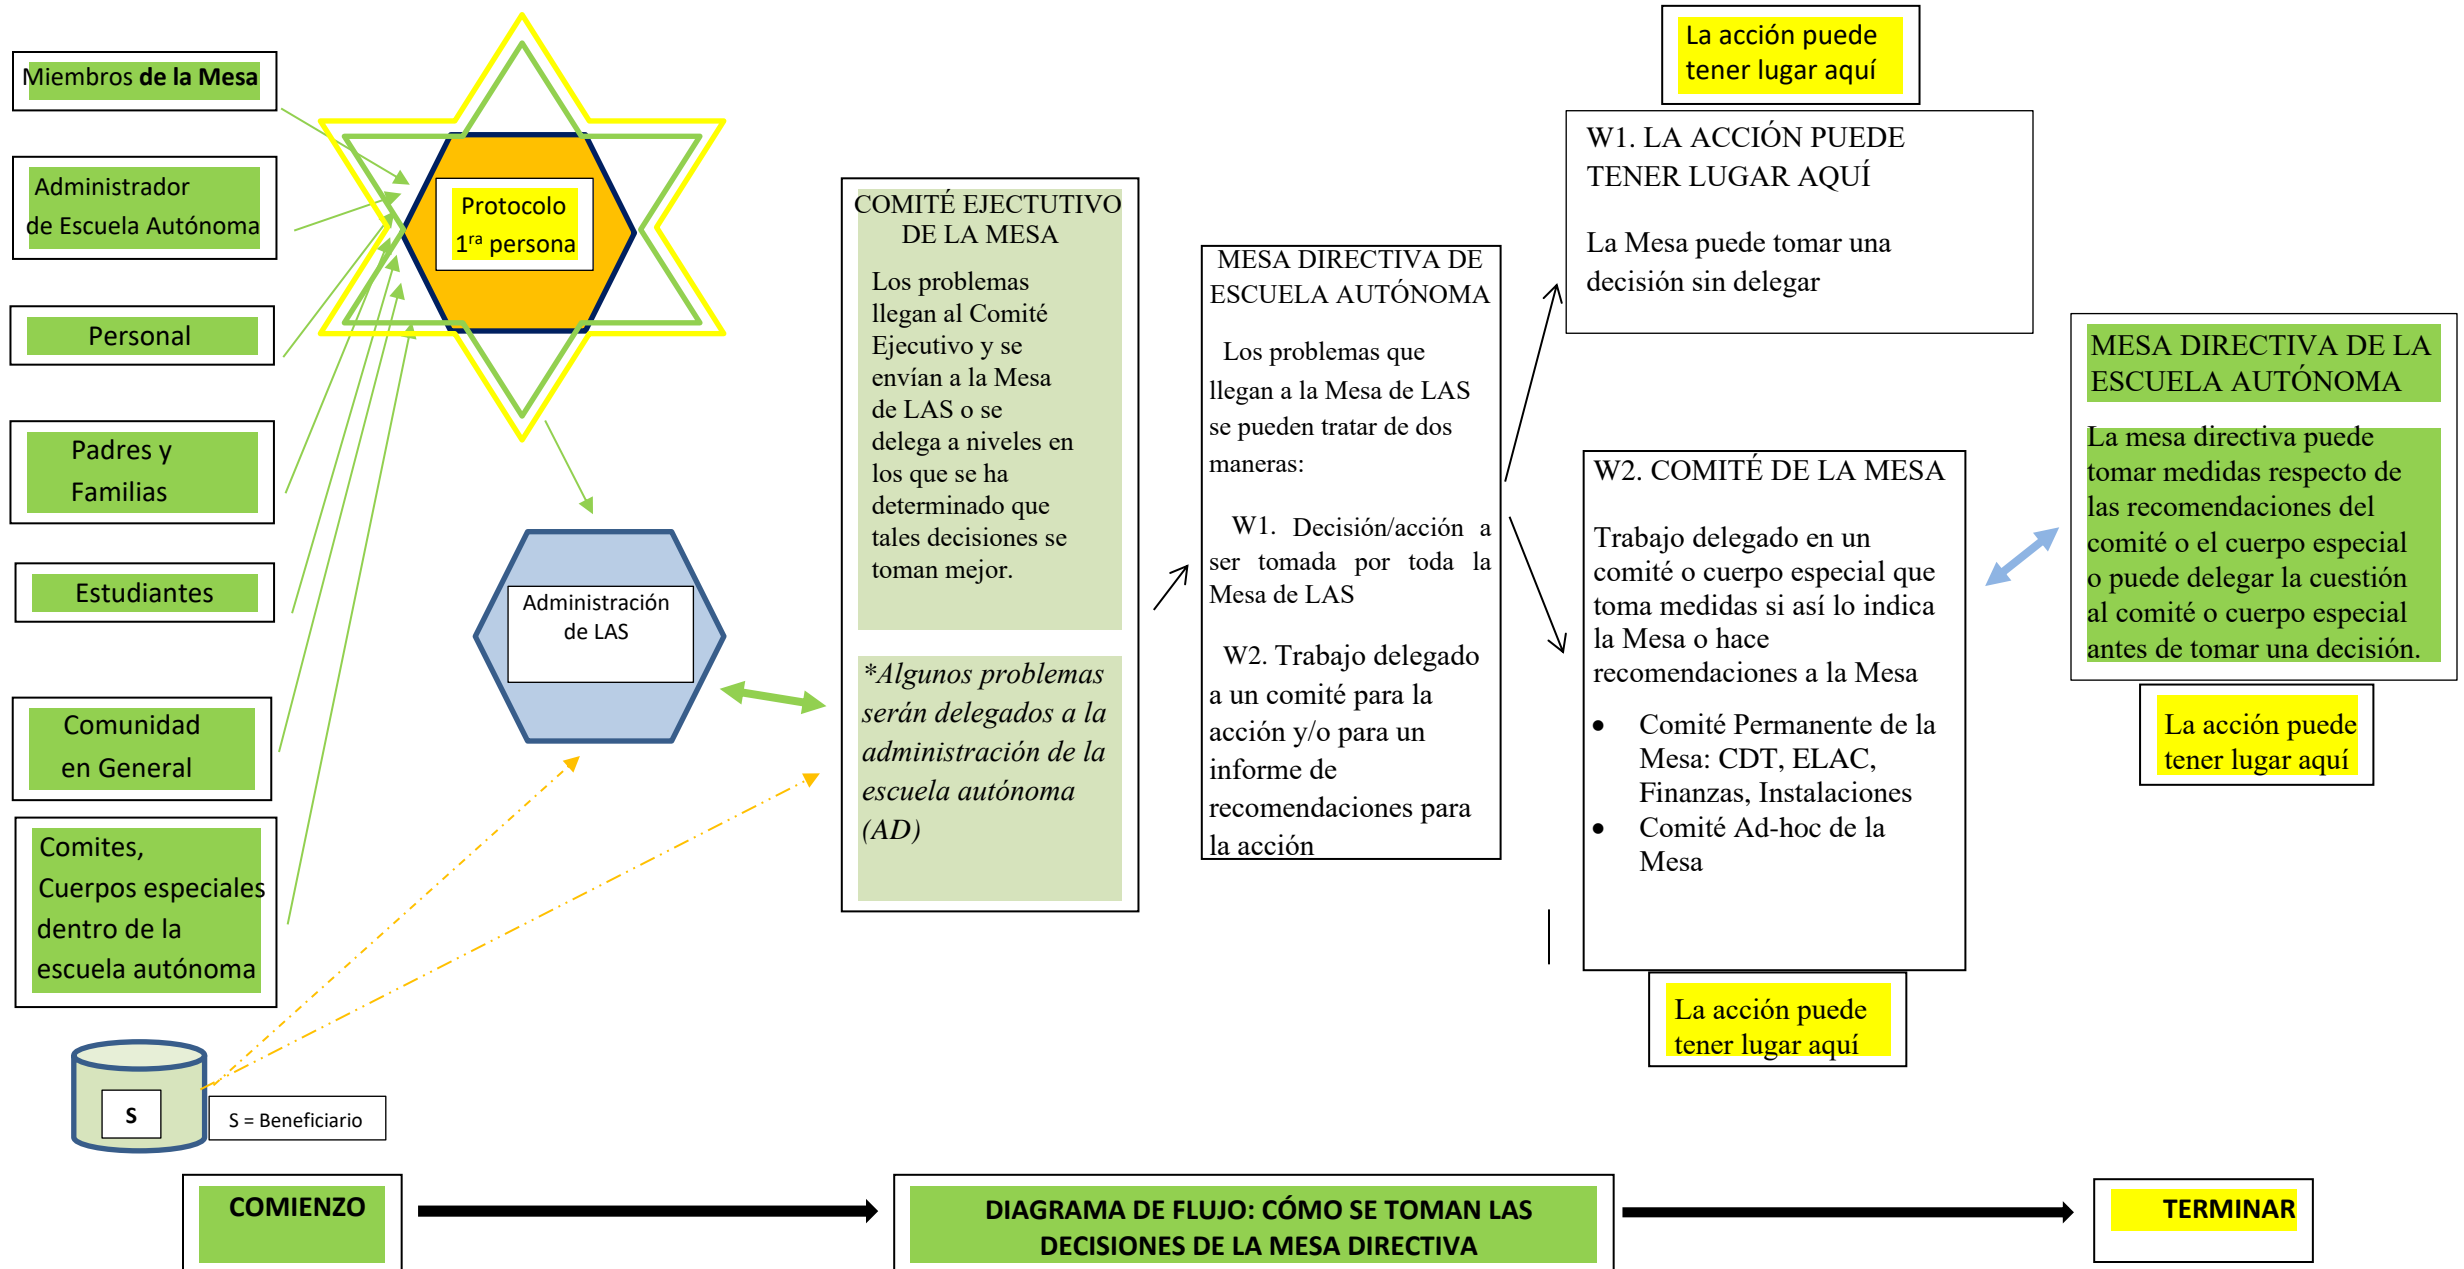 Miembros de la Mesa
Administrador
de Escuela Autónoma
Personal
Padres y
Familias
Estudiantes
Comunidad
en General
Comites,
Cuerpos especiales
dentro de la
escuela autónoma
S
S = Beneficiario
Protocolo
1ra persona
Administración
de LAS
COMITÉ EJECTUTIVO
DE LA MESA
Los problemas
llegan al Comité
Ejecutivo y se
envían a la Mesa
de LAS o se
delega a niveles en
los que se ha
determinado que
tales decisiones se
toman mejor.
*Algunos problemas
serán delegados a la
administración de la
escuela autónoma
(AD)
MESA DIRECTIVA DE
ESCUELA AUTÓNOMA
Los problemas que
llegan a la Mesa de LAS
se pueden tratar de dos
maneras:
W1. Decisión/acción a
ser tomada por toda la
Mesa de LAS
W2. Trabajo delegado
a un comité para la
acción y/o para un
informe de
recomendaciones para
la acción
La acción puede
tener lugar aquí
W1. LA ACCIÓN PUEDE
TENER LUGAR AQUÍ
La Mesa puede tomar una
decisión sin delegar
W2. COMITÉ DE LA MESA
Trabajo delegado en un
comité o cuerpo especial que
toma medidas si así lo indica
la Mesa o hace
recomendaciones a la Mesa
• Comité Permanente de la
Mesa: CDT, ELAC,
Finanzas, Instalaciones
• Comité Ad-hoc de la
Mesa
La acción puede
tener lugar aquí
MESA DIRECTIVA DE LA
ESCUELA AUTÓNOMA
La mesa directiva puede
tomar medidas respecto de
las recomendaciones del
comité o el cuerpo especial
o puede delegar la cuestión
al comité o cuerpo especial
antes de tomar una decisión.
La acción puede
tener lugar aquí
COMIENZO
DIAGRAMA DE FLUJO: CÓMO SE TOMAN LAS
DECISIONES DE LA MESA DIRECTIVA
TERMINAR